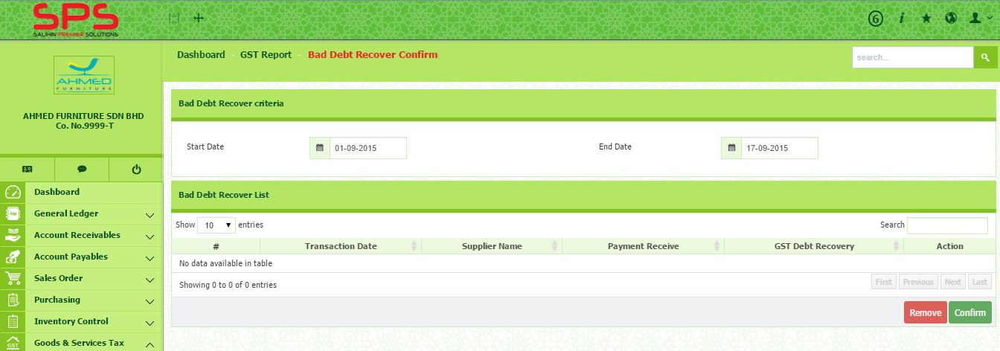 SPS
SALIHIN PREMIER SOLUTIONS
6
Dashboard - GST Report - Bad Debt Recover Confirm
search...
AHMED
FURNITURE
AHMED FURNITURE SDN BHD
Co. No.9999-T
Dashboard
RM General Ledger
Account Receivables
Account Payables
Sales Order
Purchasing
Inventory Control
GST Goods & Services Tax
Bad Debt Recover criteria
Start Date 01-09-2015 End Date 17-09-2015
Bad Debt Recover List
Show 10 entries Search
# Transaction Date Supplier Name Payment Receive GST Debt Recovery Action
No data available in table
Showing 0 to 0 of 0 entries First Previous Next Last
Remove Confirm